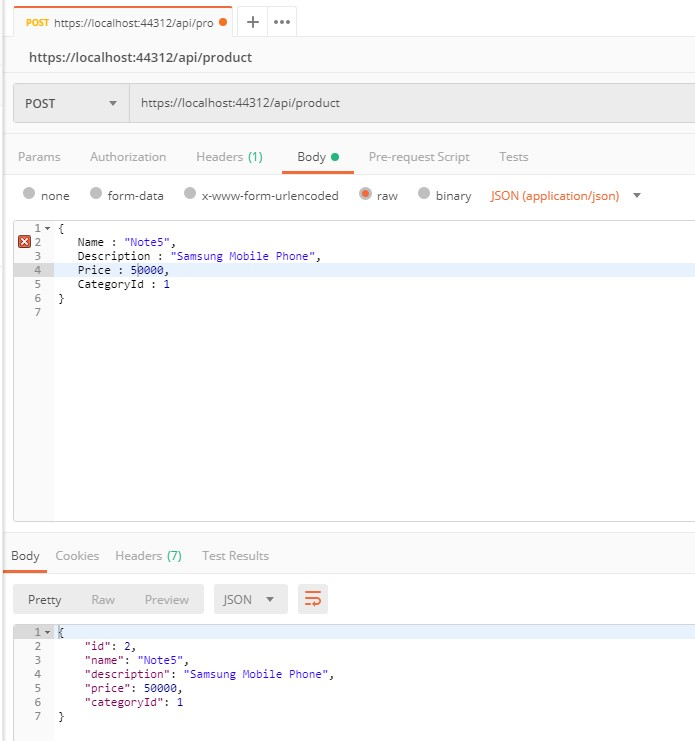 POST https://localhost:44312/api/pro
https://localhost:44312/api/product
POST https://localhost:44312/api/product
Params Authorization Headers (1) Body Pre-request Script Tests
none form-data x-www-form-urlencoded raw binary JSON (application/json)
1 {
2 Name : "Note5",
3 Description : "Samsung Mobile Phone",
4 Price : 50000,
5 CategoryId : 1
6 }
7
Body Cookies Headers (7) Test Results
Pretty Raw Preview JSON
1 {
2 "id": 2,
3 "name": "Note5",
4 "description": "Samsung Mobile Phone",
5 "price": 50000,
6 "categoryId": 1
7 }